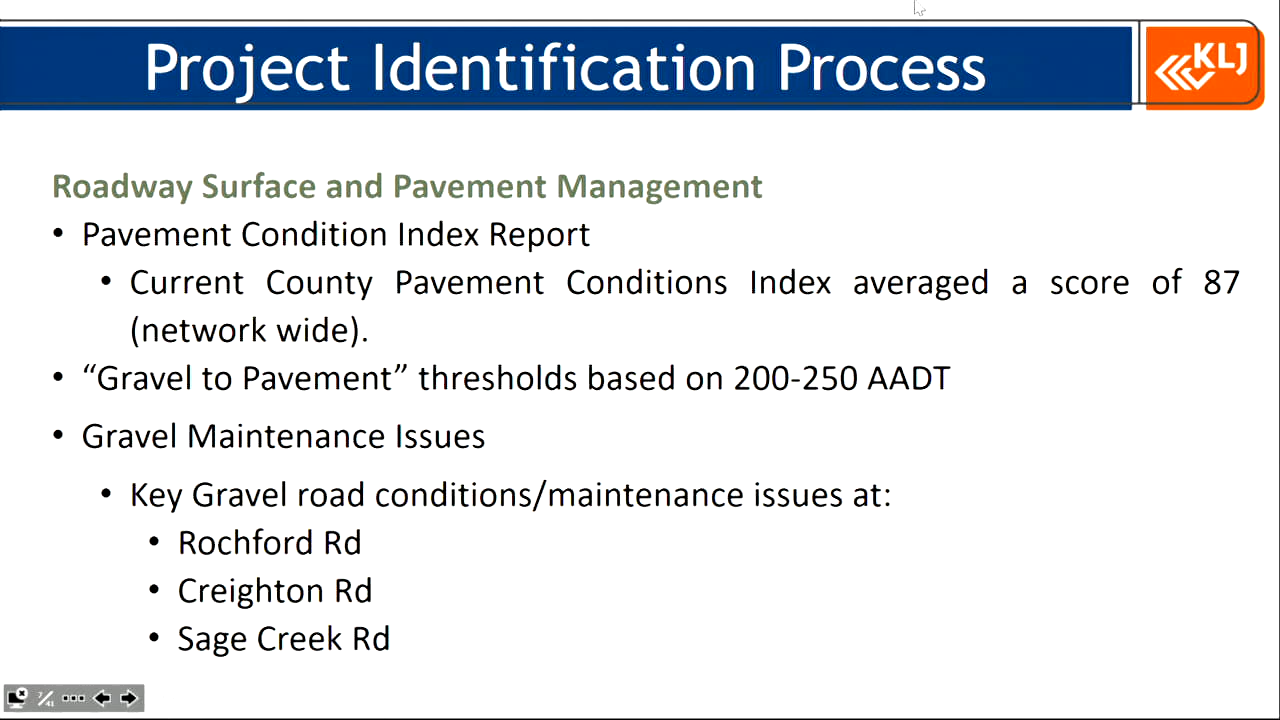 Project Identification Process
KLJ
Roadway Surface and Pavement Management
• Pavement Condition Index Report
• Current County Pavement Conditions Index averaged a score of 87
(network wide).
• “Gravel to Pavement” thresholds based on 200-250 AADT
• Gravel Maintenance Issues
• Key Gravel road conditions/maintenance issues at:
• Rochford Rd
• Creighton Rd
• Sage Creek Rd
7/41